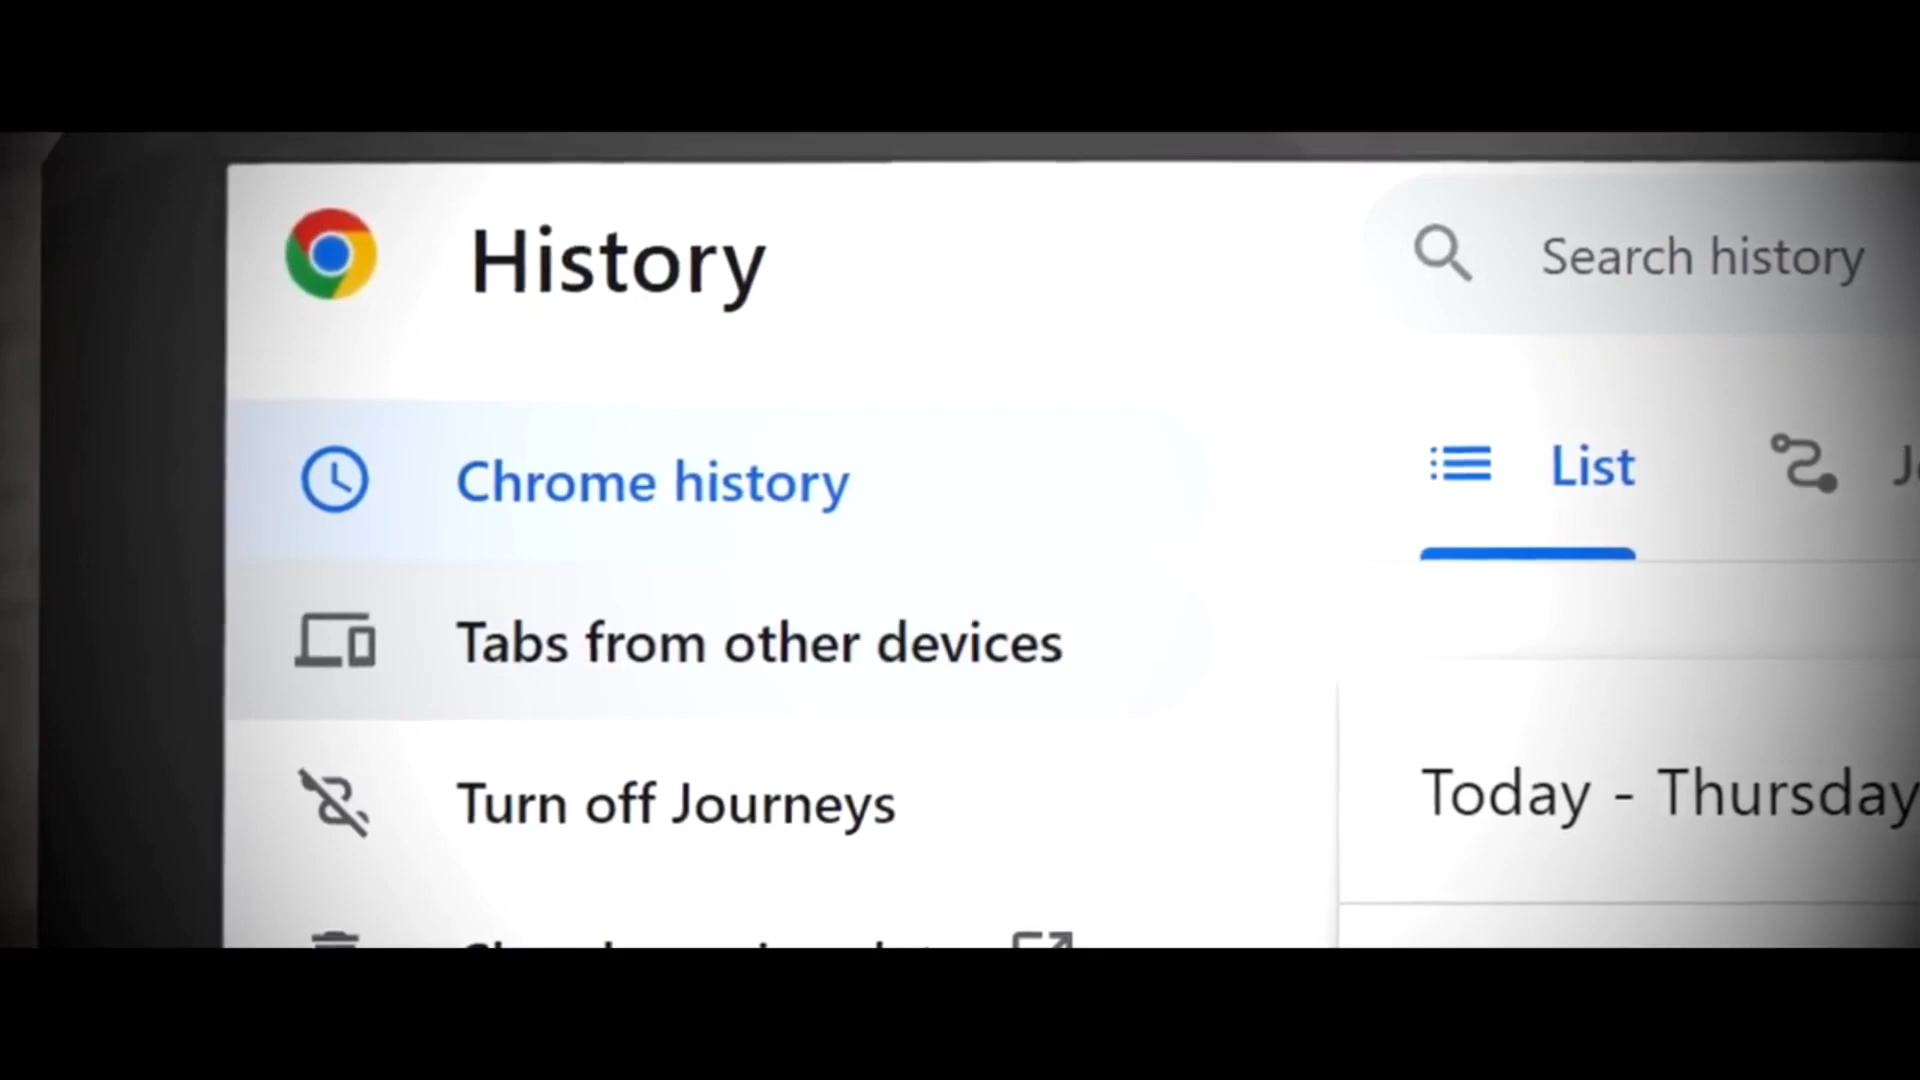 History
Search history
Chrome history
List
Tabs from other devices
Turn off Journeys
Today - Thursday